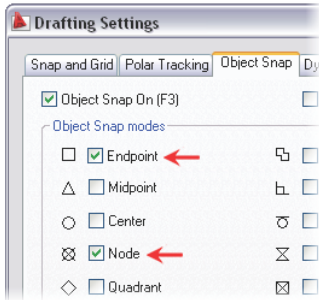 Drafting Settings
Snap and Grid Polar Tracking Object Snap Dy
Object Snap On (F3)
Object Snap modes
Endpoint
Midpoint
Center
Node
Quadrant